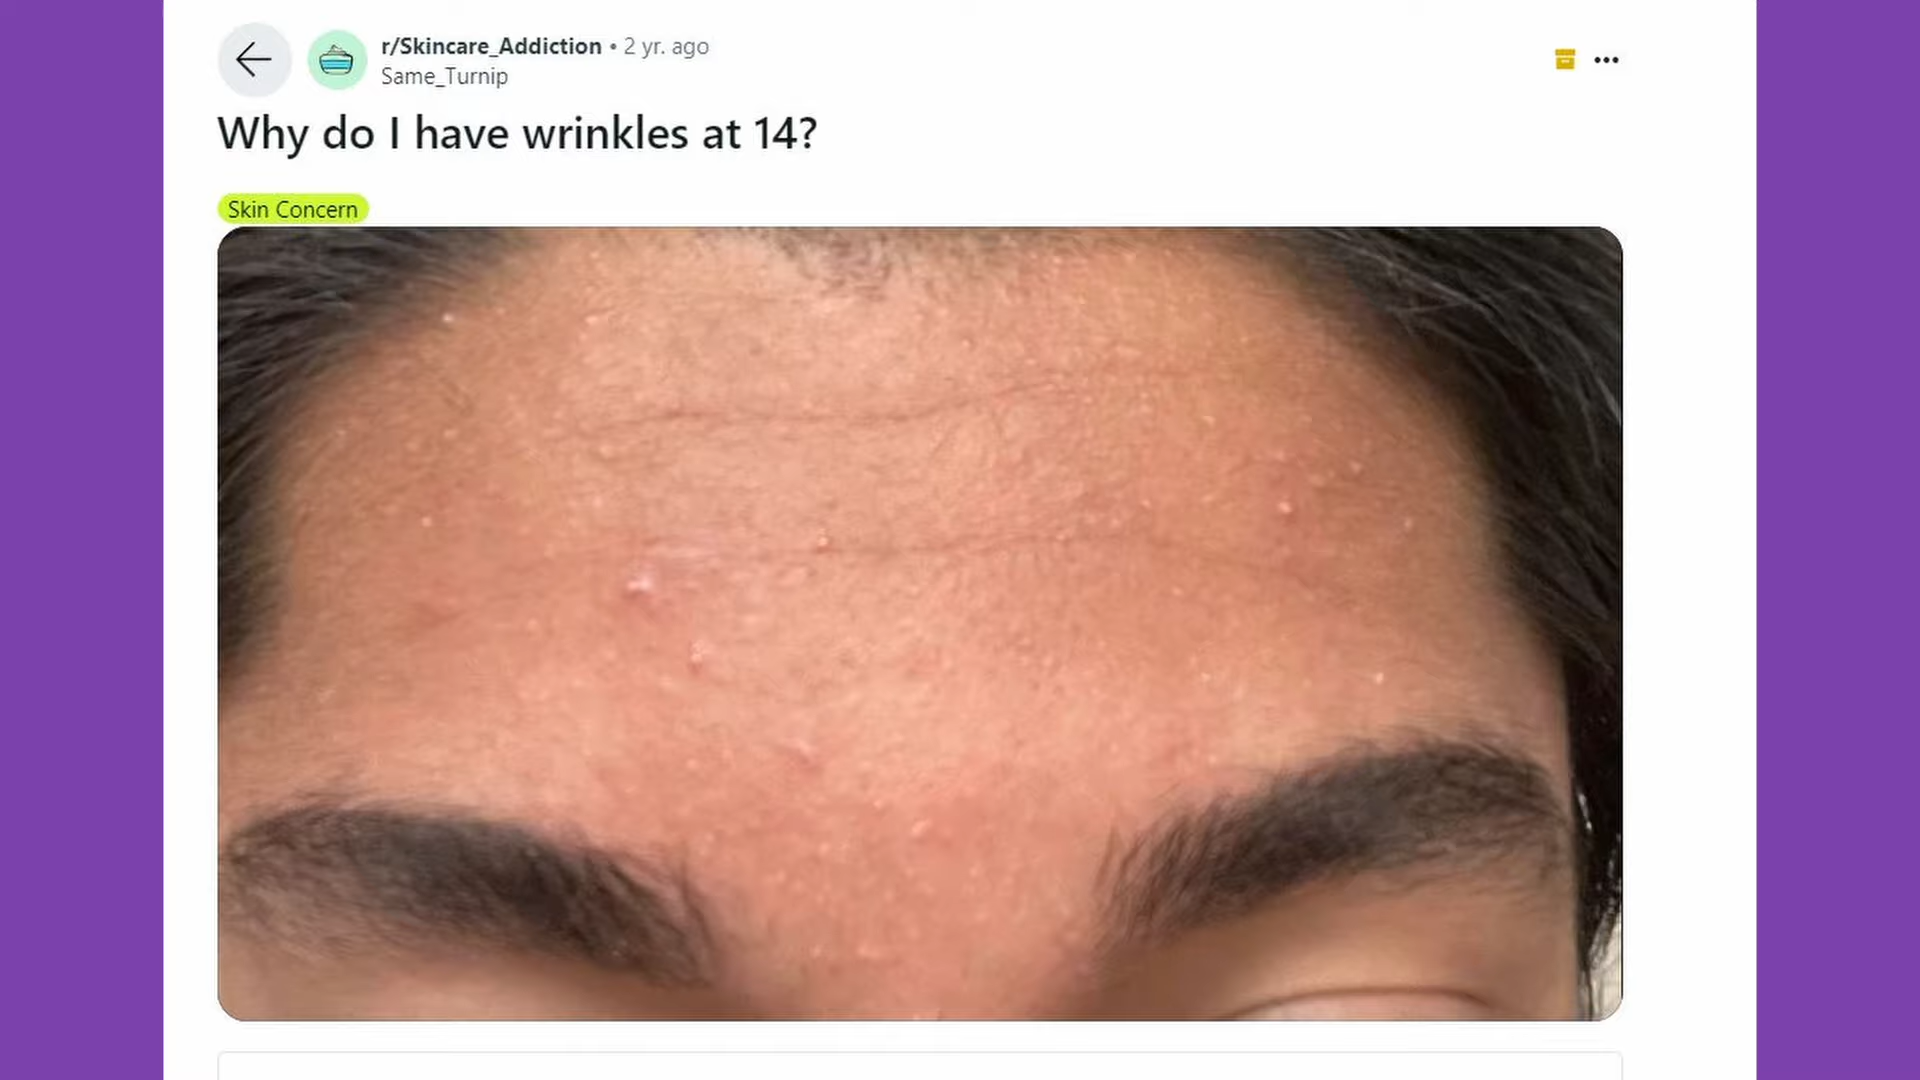 r/Skincare_Addiction • 2 yr. ago
Same_Turnip
Why do I have wrinkles at 14?
Skin Concern